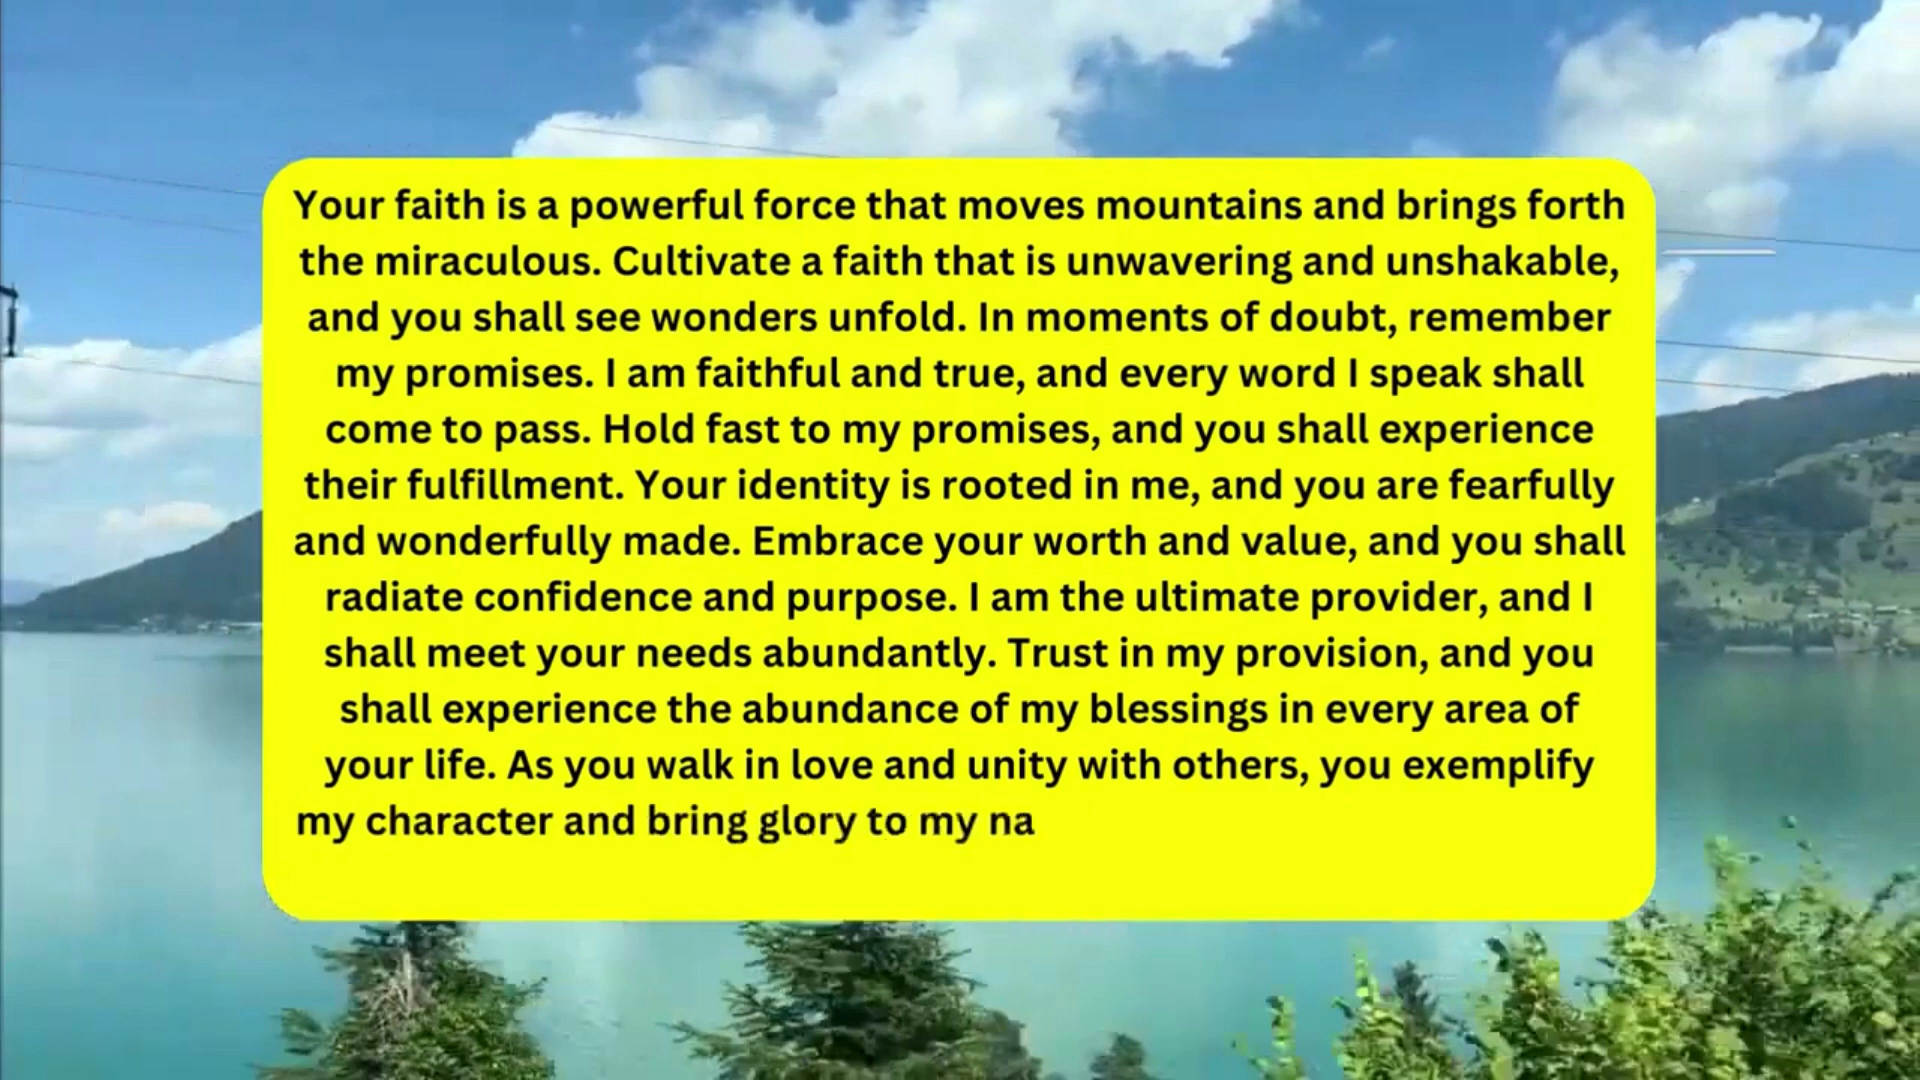 Your faith is a powerful force that moves mountains and brings forth
the miraculous. Cultivate a faith that is unwavering and unshakable,
and you shall see wonders unfold. In moments of doubt, remember
my promises. I am faithful and true, and every word I speak shall
come to pass. Hold fast to my promises, and you shall experience
their fulfillment. Your identity is rooted in me, and you are fearfully
and wonderfully made. Embrace your worth and value, and you shall
radiate confidence and purpose. I am the ultimate provider, and I
shall meet your needs abundantly. Trust in my provision, and you
shall experience the abundance of my blessings in every area of
your life. As you walk in love and unity with others, you exemplify
my character and bring glory to my na